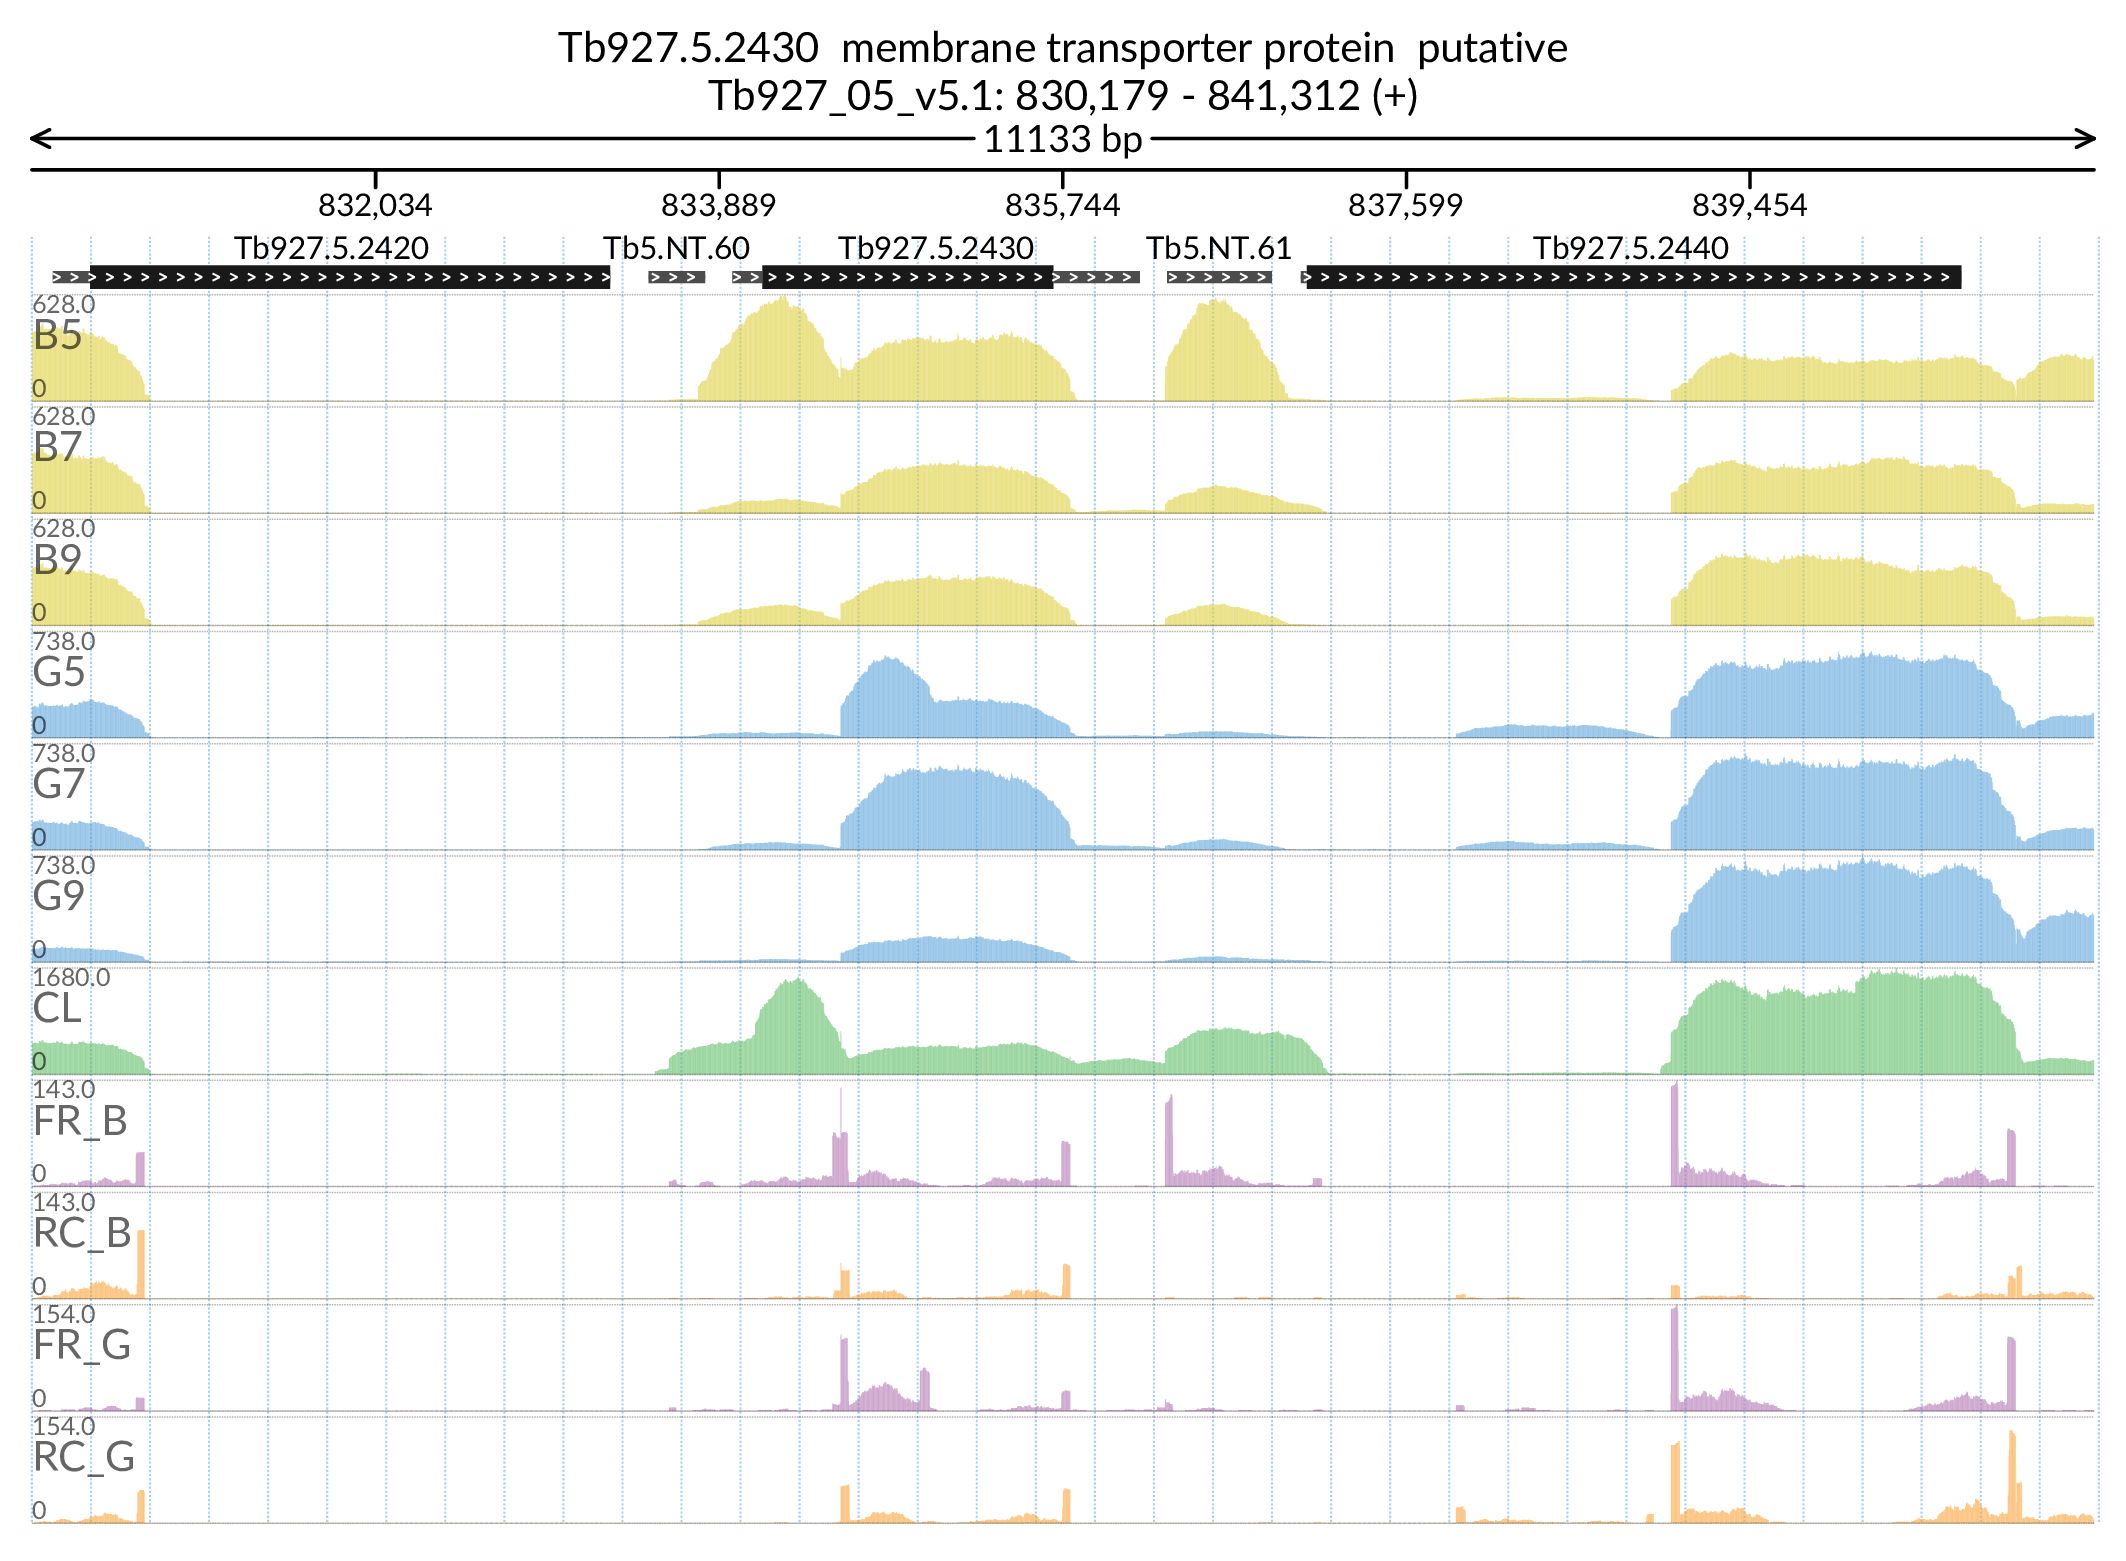 Tb927.5.2430 membrane transporter protein putative
Tb927_05_v5.1: 830,179 - 841,312 (+)
11133 bp
832,034 833,889 835,744 837,599 839,454
Tb927.5.2420 Tb5.NT.60 Tb927.5.2430 Tb5.NT.61 Tb927.5.2440
628.0
B5
0
628.0
B7
0
628.0
B9
0
738.0
G5
0
738.0
G7
0
738.0
G9
0
1680.0
CL
0
143.0
FR_B
0
143.0
RC_B
0
154.0
FR_G
0
154.0
RC_G
0